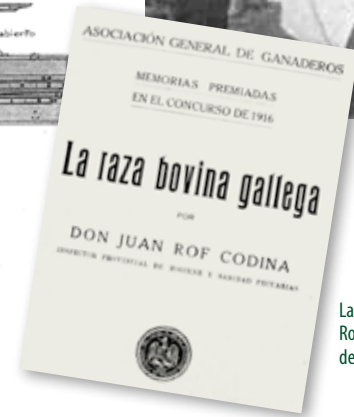 abierto
ASOCIACIÓN GENERAL DE GANADEROS
MEMORIAS PREMIADAS
EN EL CONCURSO DE 1916
La raza bovina gallega
POR
DON JUAN ROF CODINA
INSPECTOR PROVINCIAL DE HIGIENE Y SANIDAD PECUARIAS
La
Ro
de